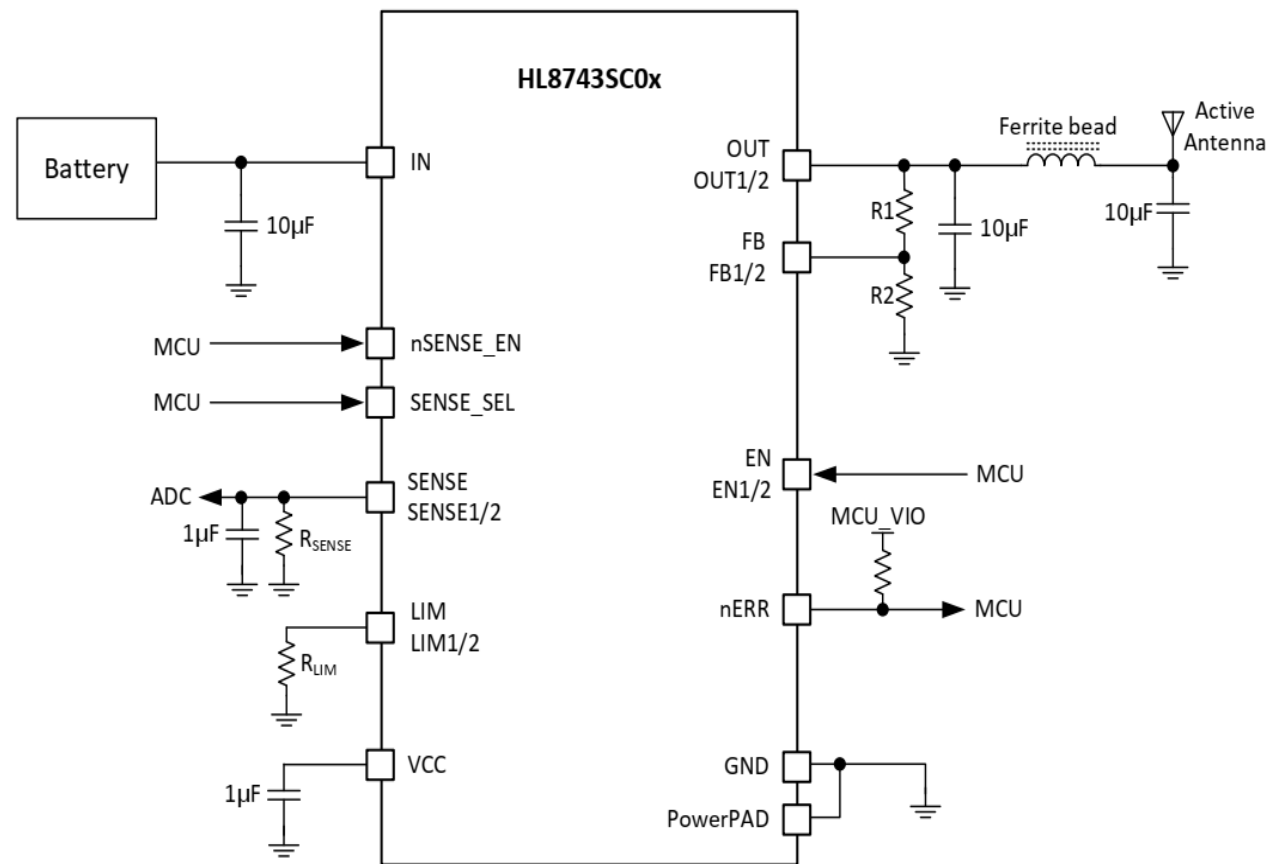 HL8743SC0x
Battery
IN
10µF
MCU
nSENSE_EN
MCU
SENSE_SEL
ADC
SENSE
SENSE1/2
1µF
RSENSE
LIM
LIM1/2
RLIM
VCC
1µF
OUT
OUT1/2
Ferrite bead
Active
Antenna
R1
10µF
10µF
FB
FB1/2
R2
EN
EN1/2
MCU
MCU_VIO
nERR
MCU
GND
PowerPAD